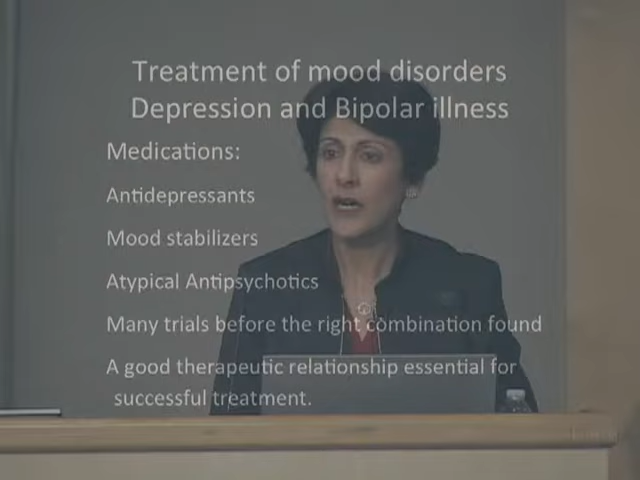 Treatment of mood disorders
Depression and Bipolar illness
Medications:
Antidepressants
Mood stabilizers
Atypical Antipsychotics
Many trials before the right combination found
A good therapeutic relationship essential for
successful treatment.